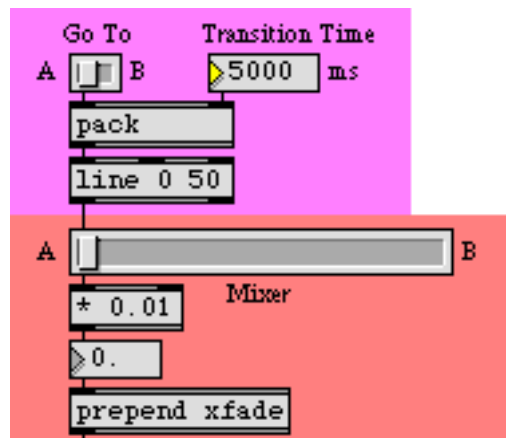 Go To Transition Time
A B 5000 ms
pack
line 0 50
A B
Mixer
* 0.01
0.
prepend xfade